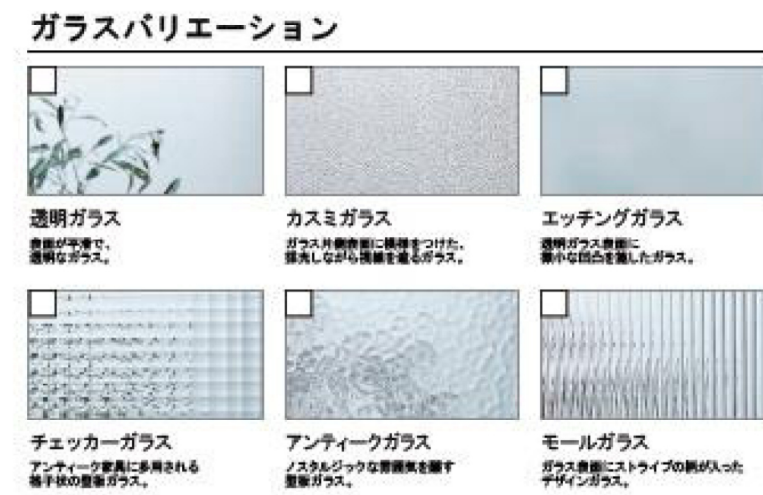 ガラスバリエーション
透明ガラス
表面が平滑で、
透明なガラス。
カスミガラス
ガラス片側表面に模様をつけた、
採光しながら視線を遮るガラス。
エッチングガラス
透明ガラス表面に
微小な凹凸を施したガラス。
チェッカーガラス
アンティーク家具に多用される
格子状の型板ガラス。
アンティークガラス
ノスタルジックな雰囲気を醸す
型板ガラス。
モールガラス
ガラス表面にストライプの柄が入った
デザインガラス。